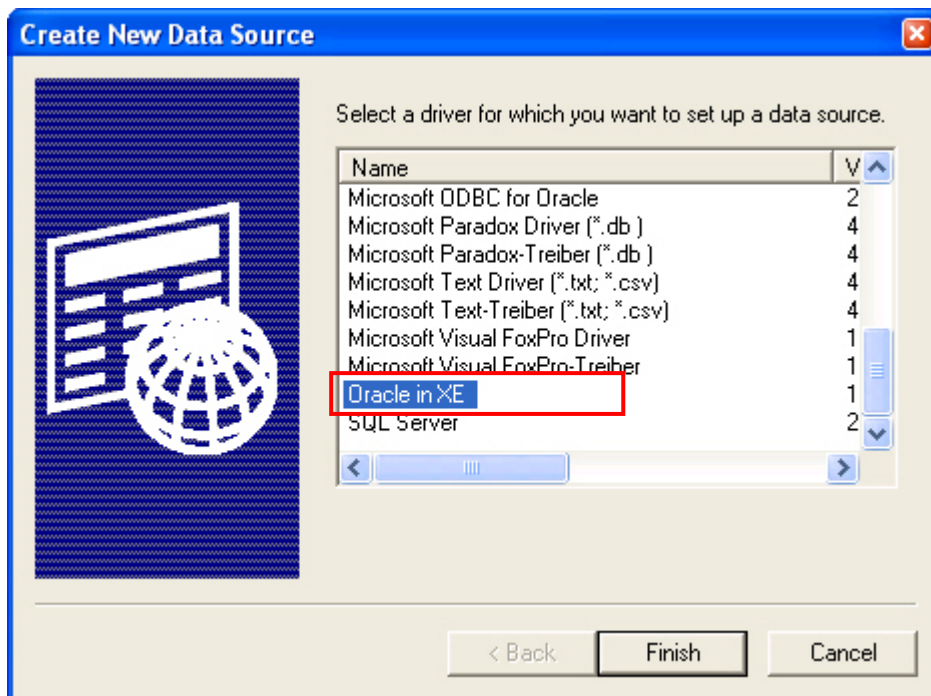 Create New Data Source
Select a driver for which you want to set up a data source.
Name V
Microsoft ODBC for Oracle 2
Microsoft Paradox Driver (*.db ) 4
Microsoft Paradox-Treiber (*.db ) 4
Microsoft Text Driver (*.txt; *.csv) 4
Microsoft Text-Treiber (*.txt; *.csv) 4
Microsoft Visual FoxPro Driver 1
Microsoft Visual FoxPro-Treiber 1
Oracle in XE 1
SQL Server 2
< Back Finish Cancel